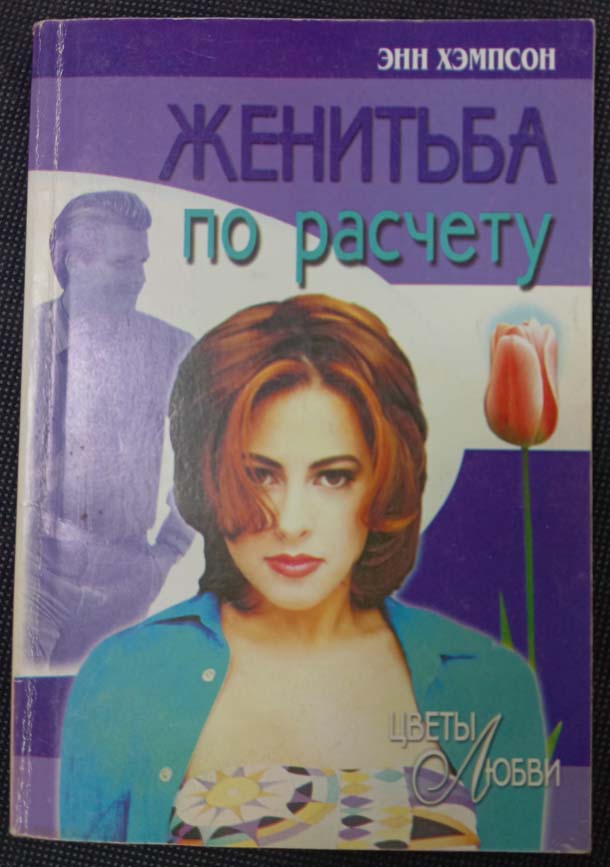 ЭНН ХЭМПСОН
ЖЕНИТЬБА
по расчету
ЦВЕТЫ
ЛЮБВИ